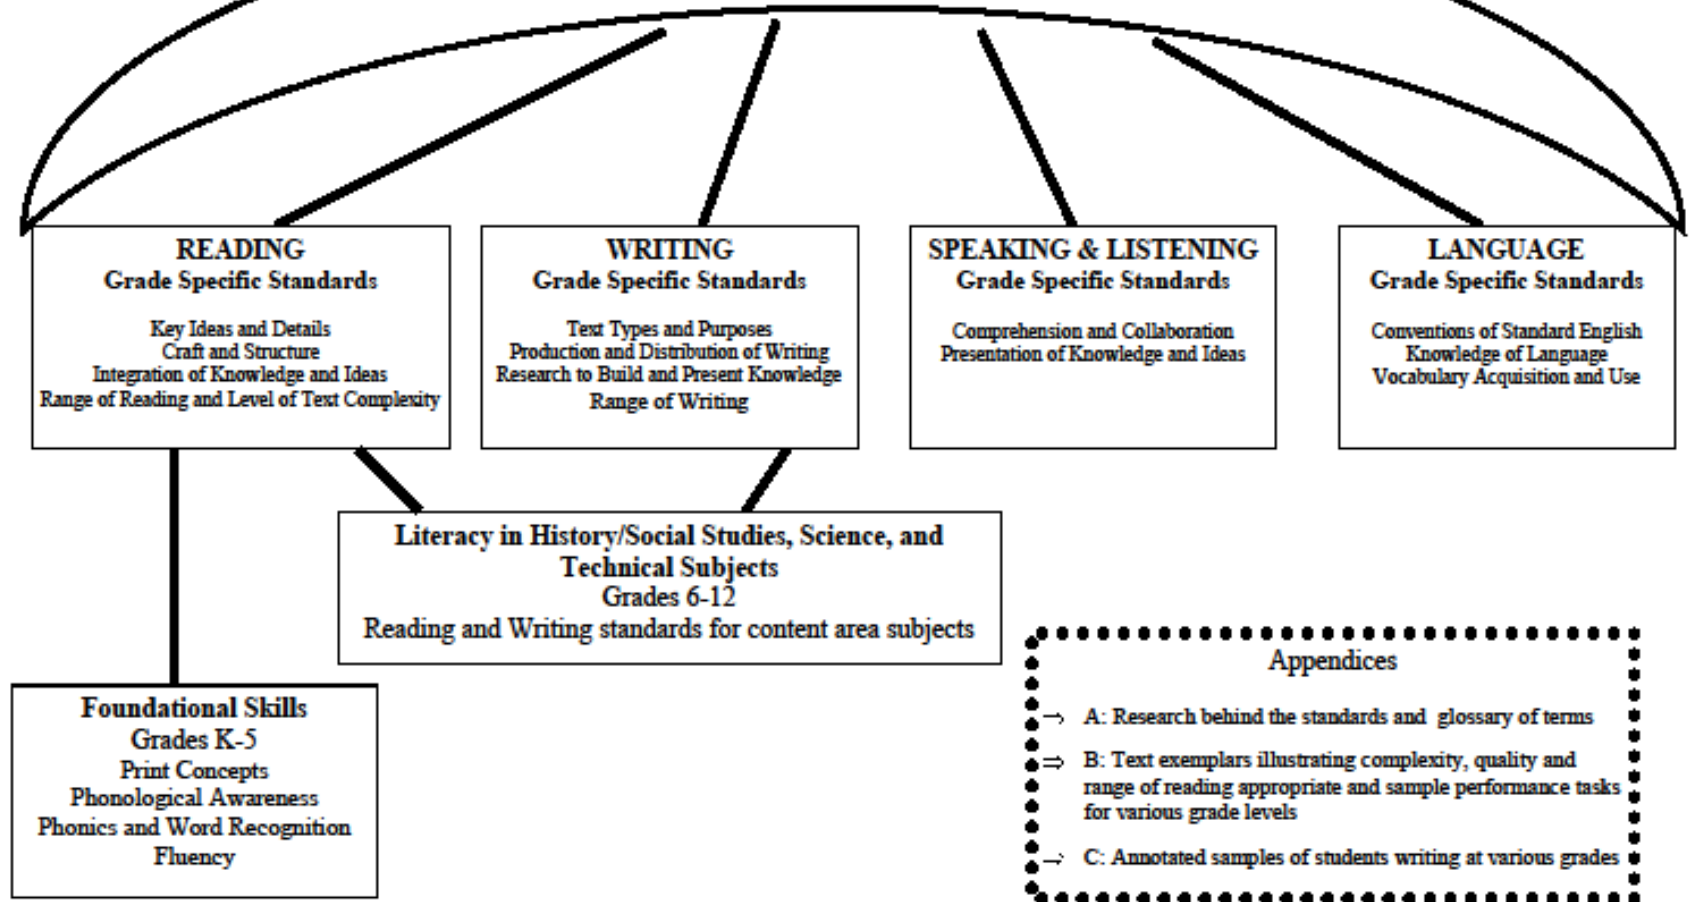 READING
Grade Specific Standards
Key Ideas and Details
Craft and Structure
Integration of Knowledge and Ideas
Range of Reading and Level of Text Complexity
WRITING
Grade Specific Standards
Text Types and Purposes
Production and Distribution of Writing
Research to Build and Present Knowledge
Range of Writing
SPEAKING & LISTENING
Grade Specific Standards
Comprehension and Collaboration
Presentation of Knowledge and Ideas
LANGUAGE
Grade Specific Standards
Conventions of Standard English
Knowledge of Language
Vocabulary Acquisition and Use
Literacy in History/Social Studies, Science, and
Technical Subjects
Grades 6-12
Reading and Writing standards for content area subjects
Foundational Skills
Grades K-5
Print Concepts
Phonological Awareness
Phonics and Word Recognition
Fluency
Appendices
→ A: Research behind the standards and glossary of terms
⇒ B: Text exemplars illustrating complexity, quality and
range of reading appropriate and sample performance tasks
for various grade levels
→ C: Annotated samples of students writing at various grades